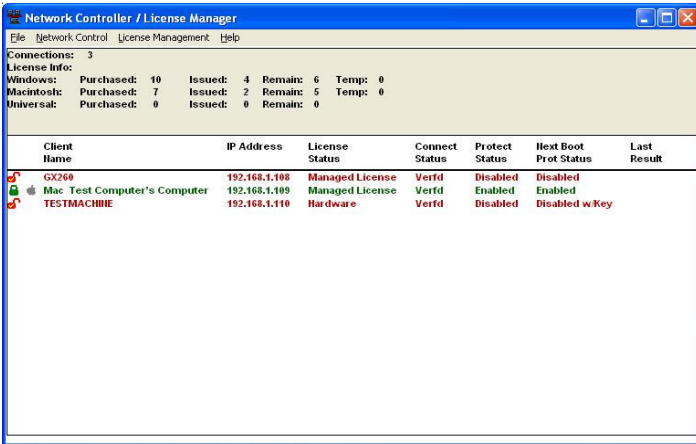 Network Controller / License Manager
File Network Control License Management Help
Connections: 3
License Info:
Windows: Purchased: 10 Issued: 4 Remain: 6 Temp: 0
Macintosh: Purchased: 7 Issued: 2 Remain: 5 Temp: 0
Universal: Purchased: 0 Issued: 0 Remain: 0
Client IP Address License Connect Protect Next Boot Last
Name Status Status Status Prot Status Result
GX260 192.168.1.108 Managed License Verfd Disabled Disabled
Mac Test Computer's Computer 192.168.1.109 Managed License Verfd Enabled Enabled
TESTMACHINE 192.168.1.110 Hardware Verfd Disabled Disabled w/Key